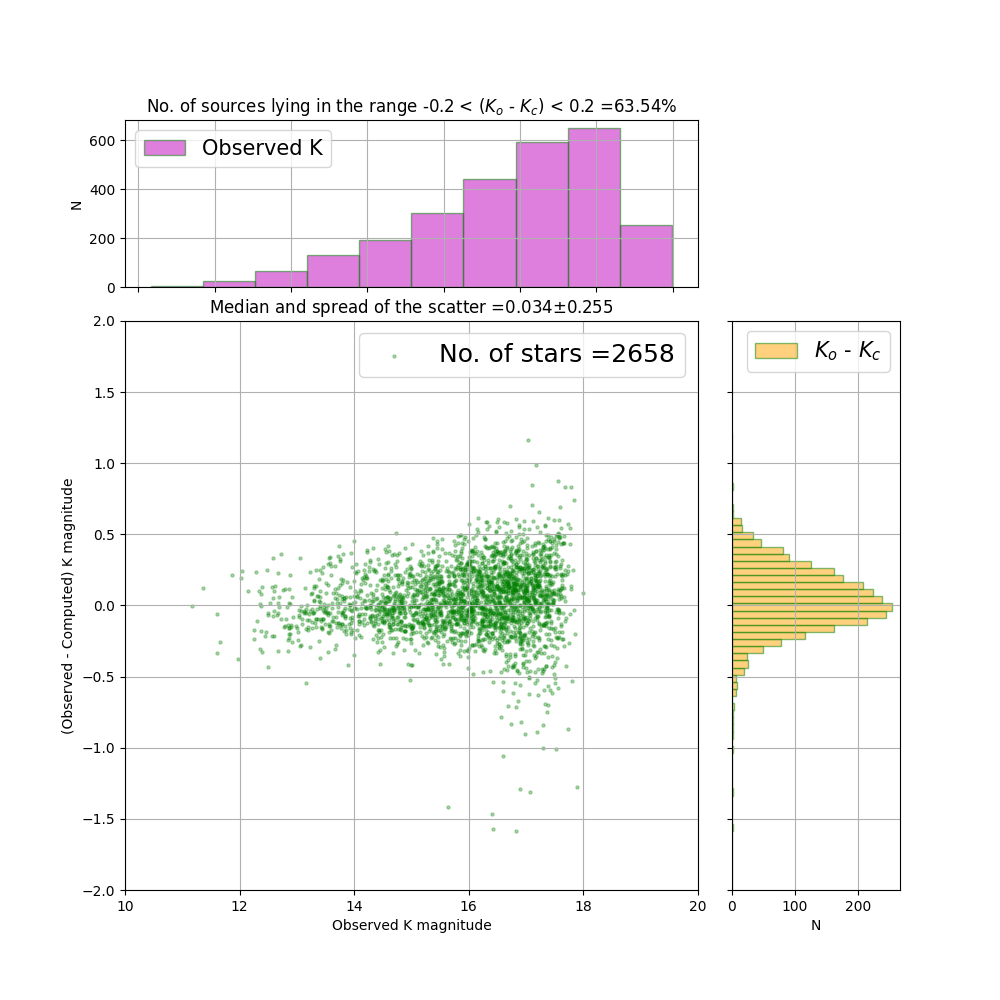 No. of sources lying in the range -0.2 < (K_o - K_c) < 0.2 =63.54%
600
400
200
0
N
Observed K
Median and spread of the scatter =0.034±0.255
2.0
1.5
1.0
0.5
0.0
−0.5
−1.0
−1.5
−2.0
(Observed - Computed) K magnitude
No. of stars =2658
10 12 14 16 18 20
Observed K magnitude
K_o - K_c
0 100 200
N